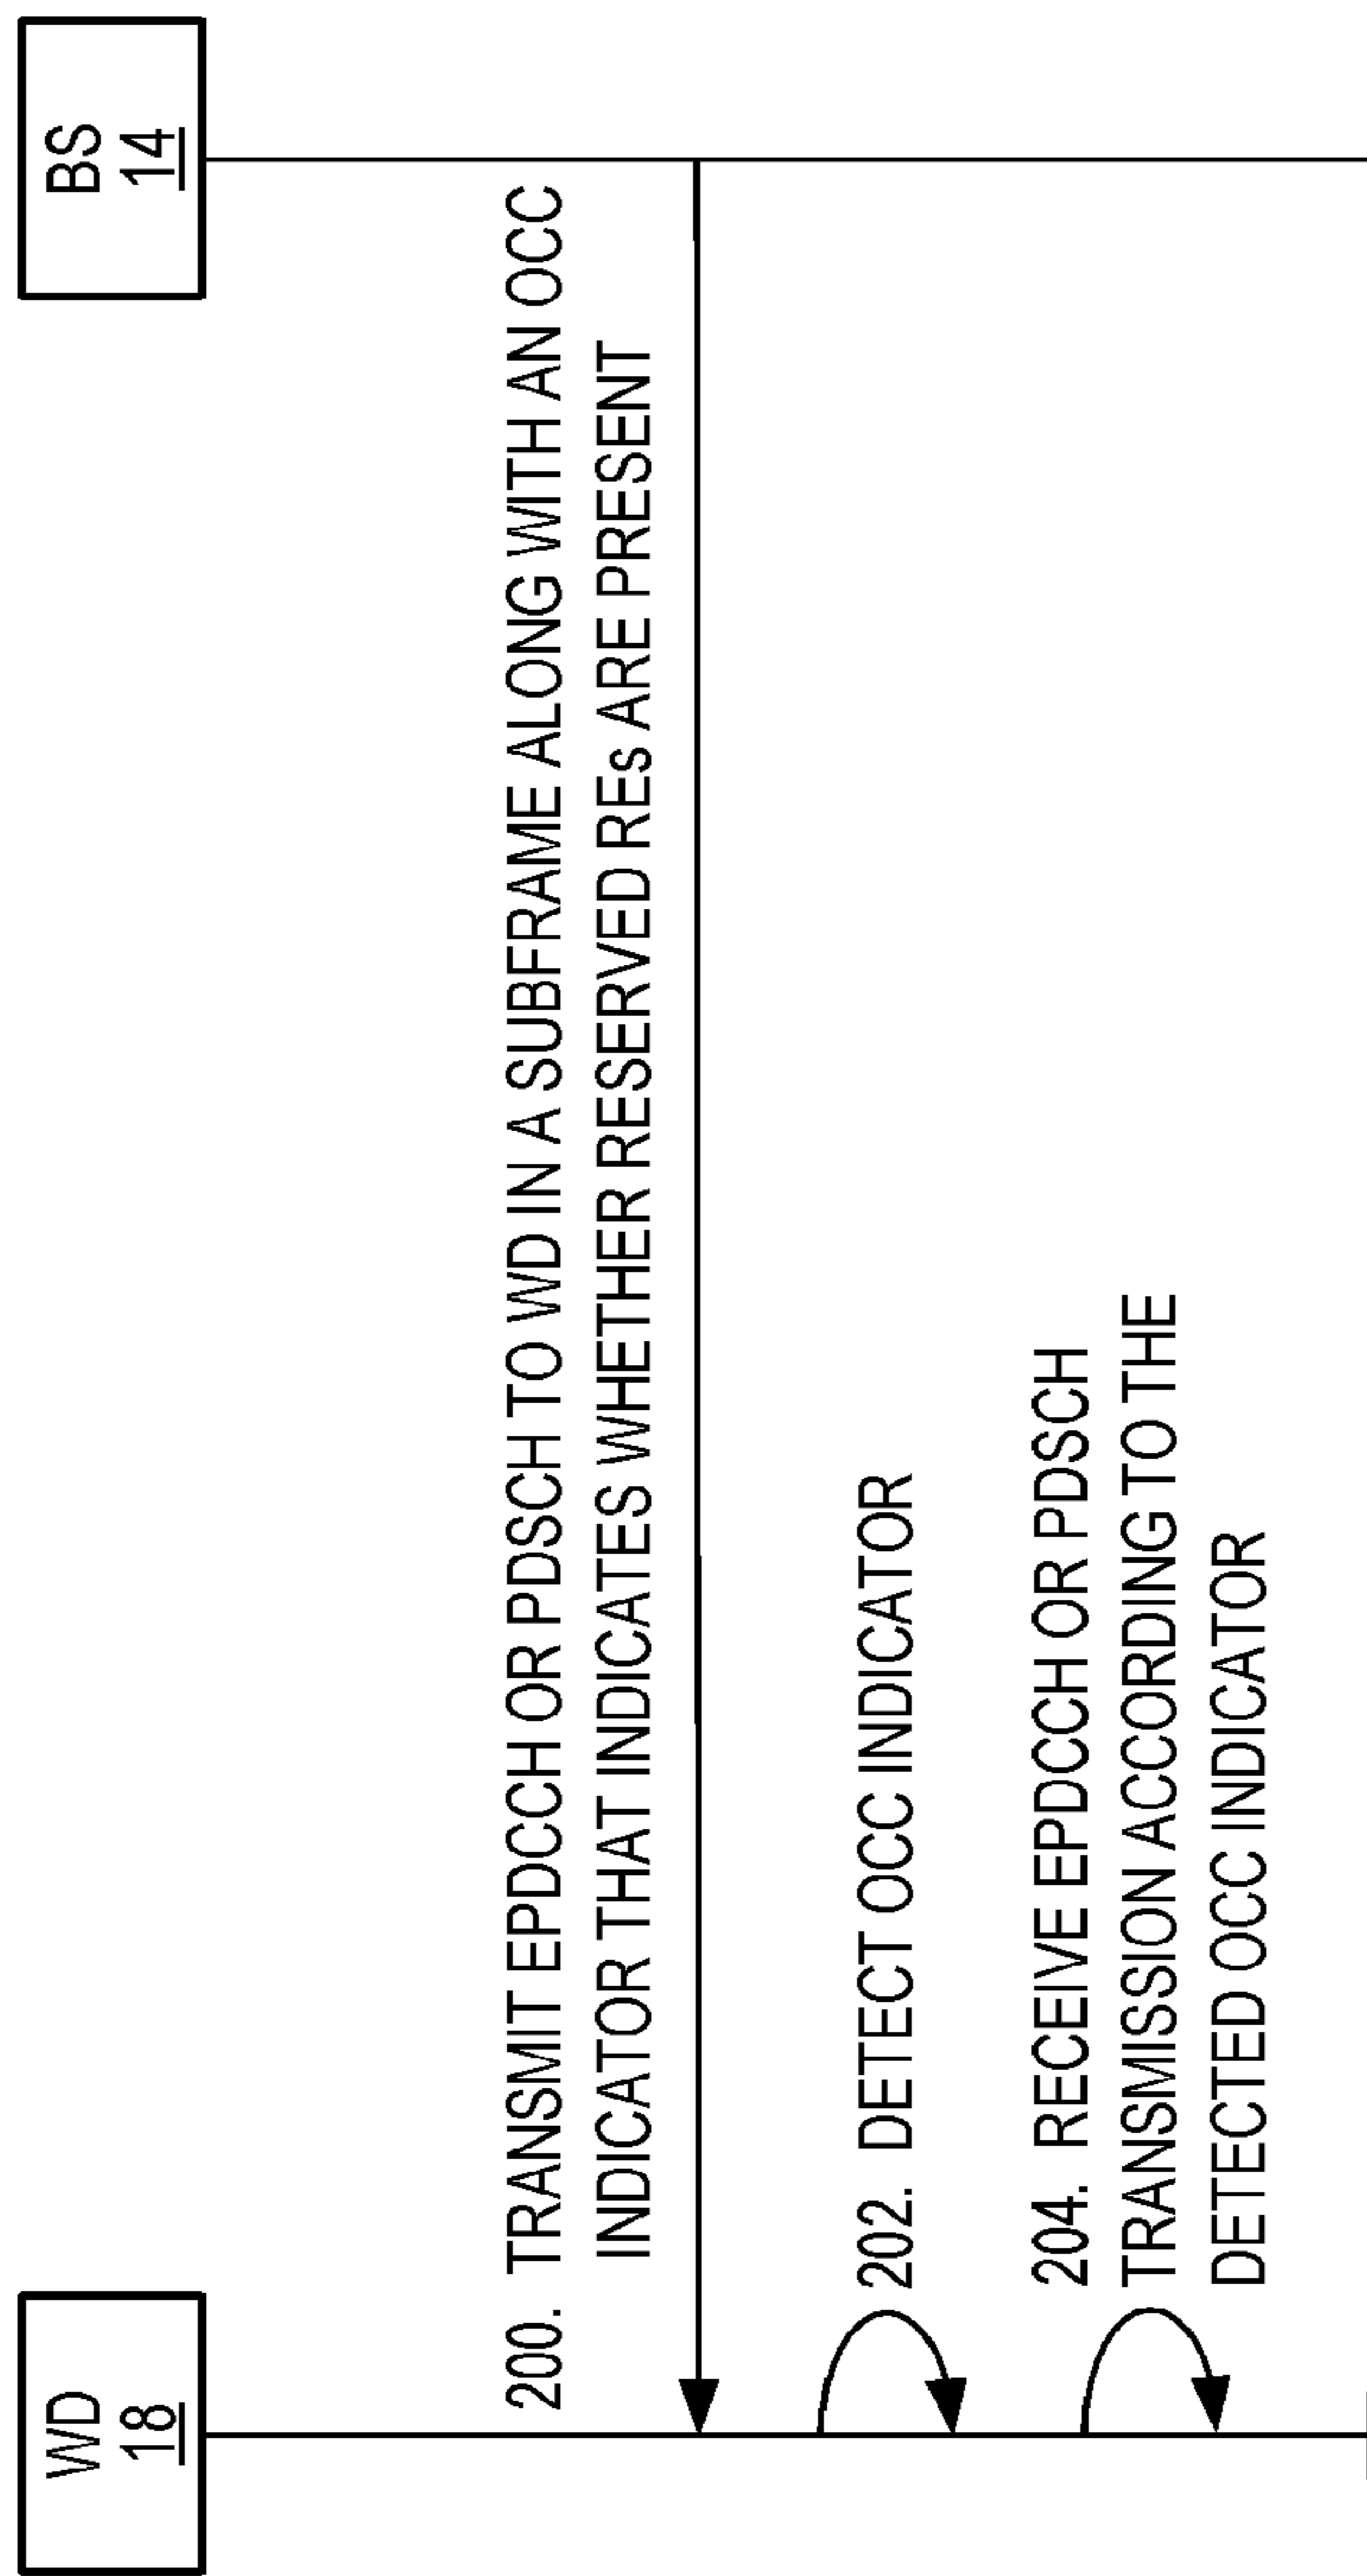 WD
18
BS
14
200. TRANSMIT EPDCCH OR PDSCH TO WD IN A SUBFRAME ALONG WITH AN OCC
INDICATOR THAT INDICATES WHETHER RESERVED REs ARE PRESENT
202. DETECT OCC INDICATOR
204. RECEIVE EPDCCH OR PDSCH
TRANSMISSION ACCORDING TO THE
DETECTED OCC INDICATOR